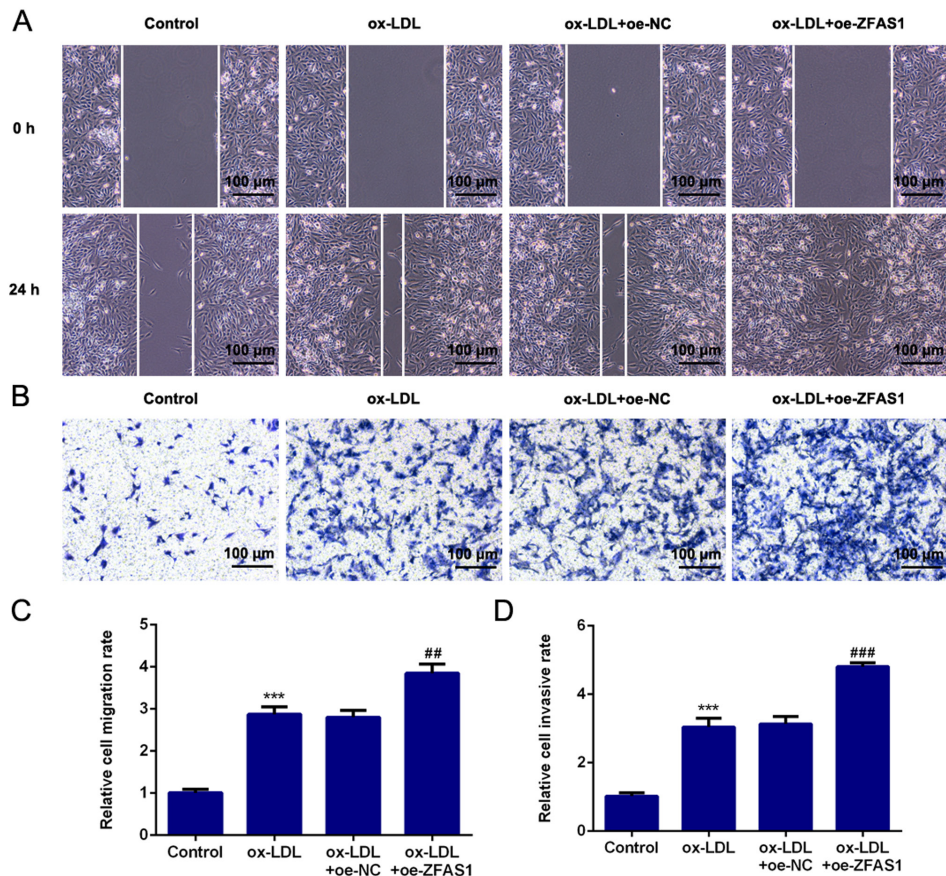 A
Control
ox-LDL
ox-LDL+oe-NC
ox-LDL+oe-ZFAS1
0 h
100 µm
100 µm
100 µm
100 µm
24 h
100 µm
100 µm
100 µm
100 µm
B
Control
ox-LDL
ox-LDL+oe-NC
ox-LDL+oe-ZFAS1
100 µm
100 µm
100 µm
100 µm
C
Relative cell migration rate
5
4
3
2
1
0
***
##
Control
ox-LDL
ox-LDL
+oe-NC
ox-LDL
+oe-ZFAS1
D
Relative cell invasive rate
6
4
2
0
***
###
Control
ox-LDL
ox-LDL
+oe-NC
ox-LDL
+oe-ZFAS1